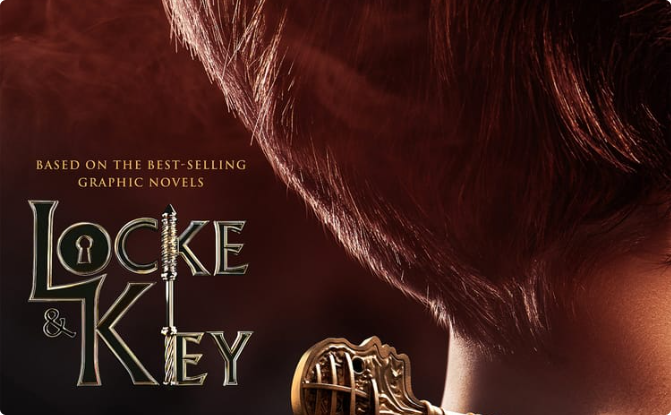 BASED ON THE BEST-SELLING
GRAPHIC NOVELS
LOCKE
& KEY